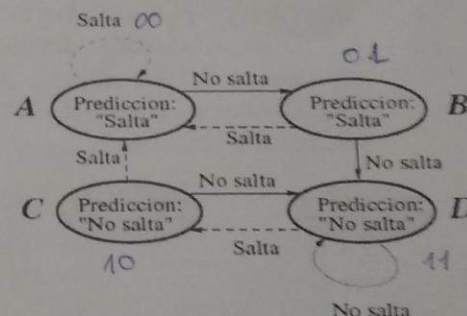 Salta 00
No salta 01
A Prediccion: "Salta" Prediccion: "Salta" B
Salta
Salta No salta
No salta
C Prediccion: "No salta" Prediccion: "No salta" D
Salta
10 11
No salta